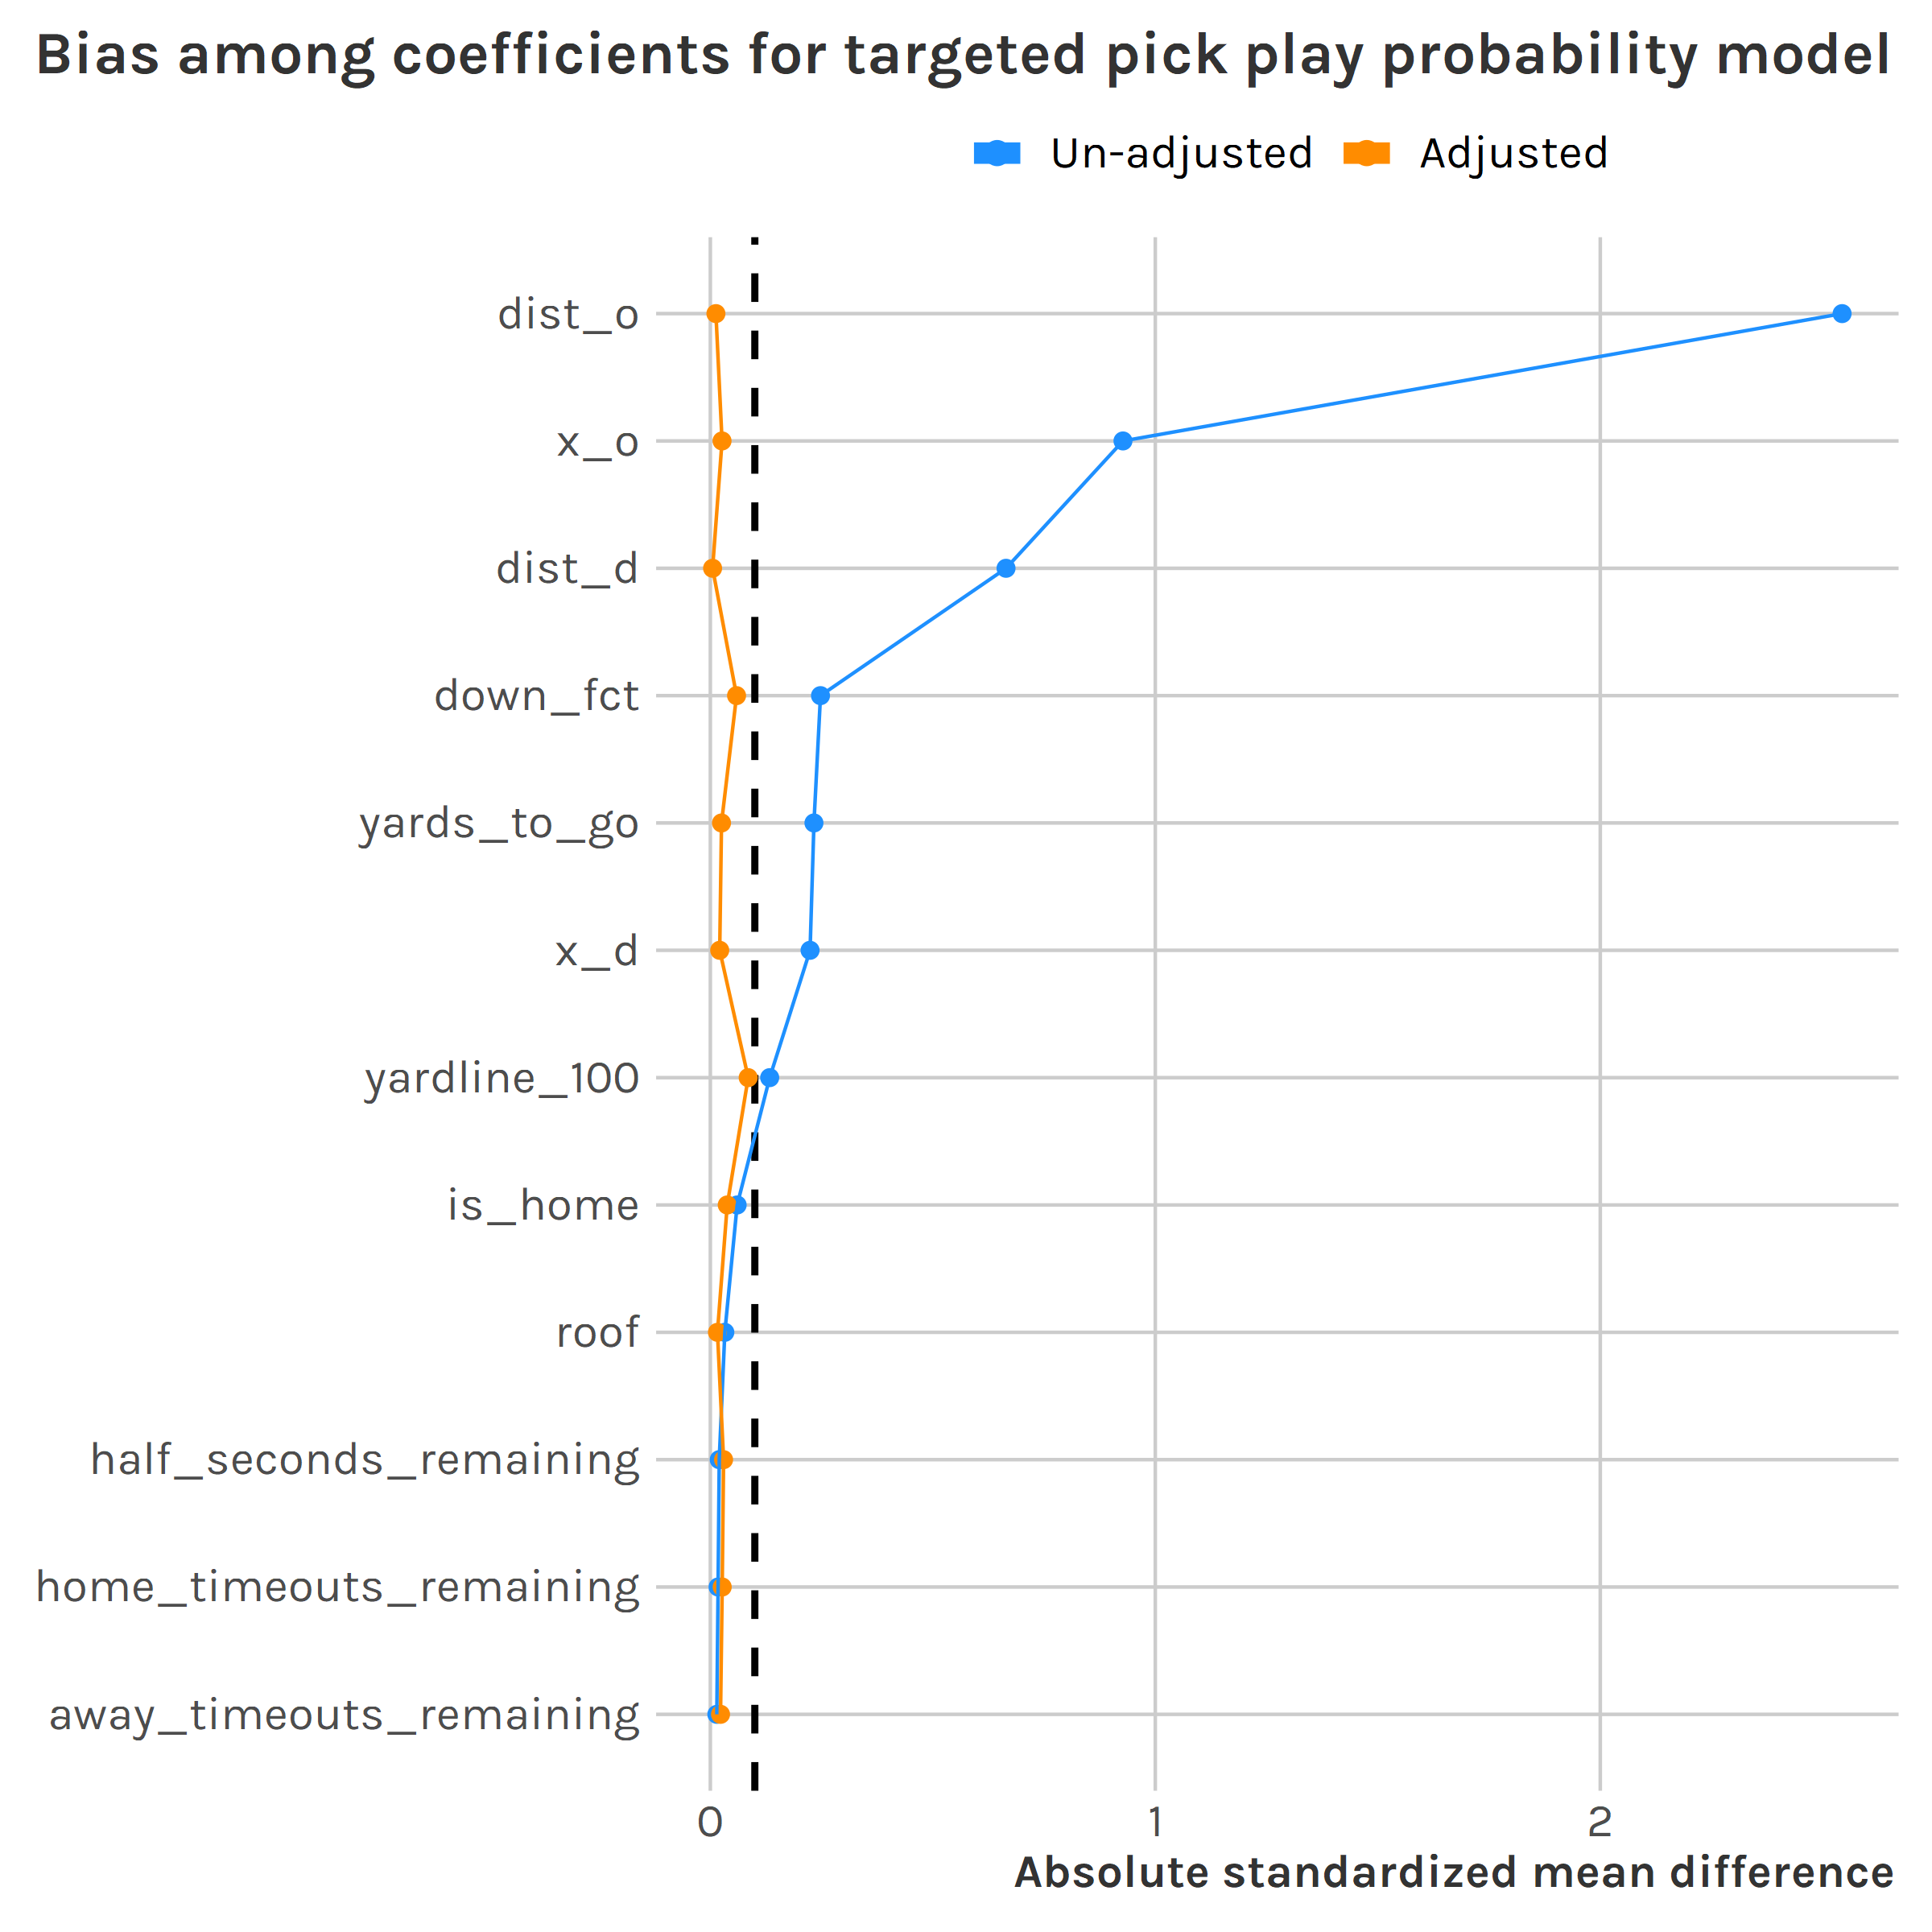 Bias among coefficients for targeted pick play probability model
Un-adjusted Adjusted
dist_o
x_o
dist_d
down_fct
yards_to_go
x_d
yardline_100
is_home
roof
half_seconds_remaining
home_timeouts_remaining
away_timeouts_remaining
0 1 2
Absolute standardized mean difference